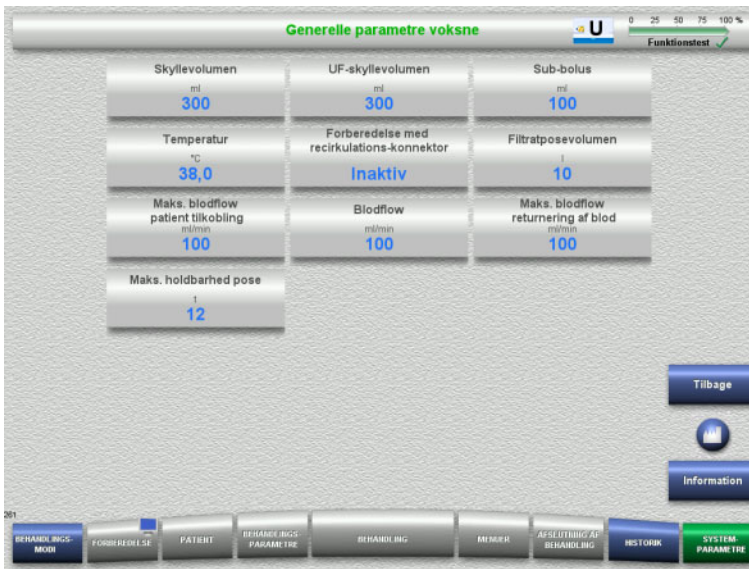 Generelle parametre voksne
U
0 25 50 75 100 %
Funktionstest
Skyllevolumen
ml
300
UF-skyllevolumen
ml
300
Sub-bolus
ml
100
Temperatur
°C
38,0
Forberedelse med
recirkulations-konnektor
Inaktiv
Filtratposevolumen
l
10
Maks. blodflow
patient tilkobling
ml/min
100
Blodflow
ml/min
100
Maks. blodflow
returnering af blod
ml/min
100
Maks. holdbarhed pose
t
12
Tilbage
Information
261
BEHANDLINGS-
MODI
FORBEREDELSE
PATIENT
BEHANDLINGS-
PARAMETRE
BEHANDLING
MENUER
AFSLUTNING AF
BEHANDLING
HISTORIK
SYSTEM-
PARAMETRE